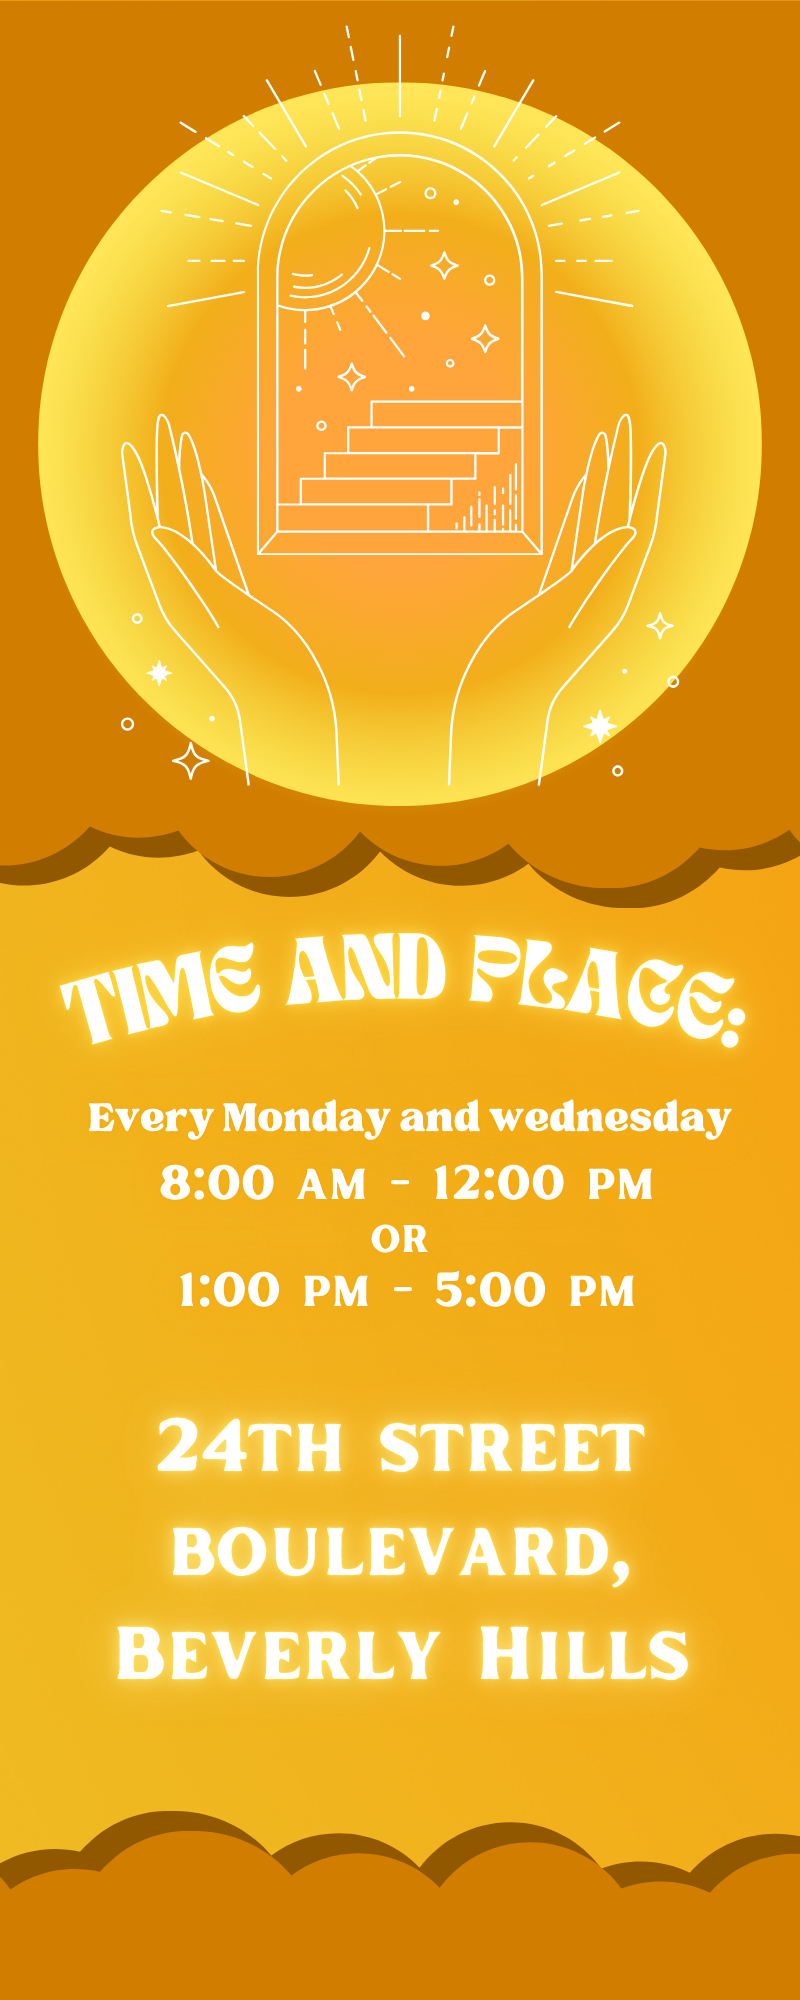 TIME AND PLACE:
Every Monday and wednesday
8:00 AM - 12:00 PM
OR
1:00 PM - 5:00 PM
24TH STREET
BOULEVARD,
BEVERLY HILLS